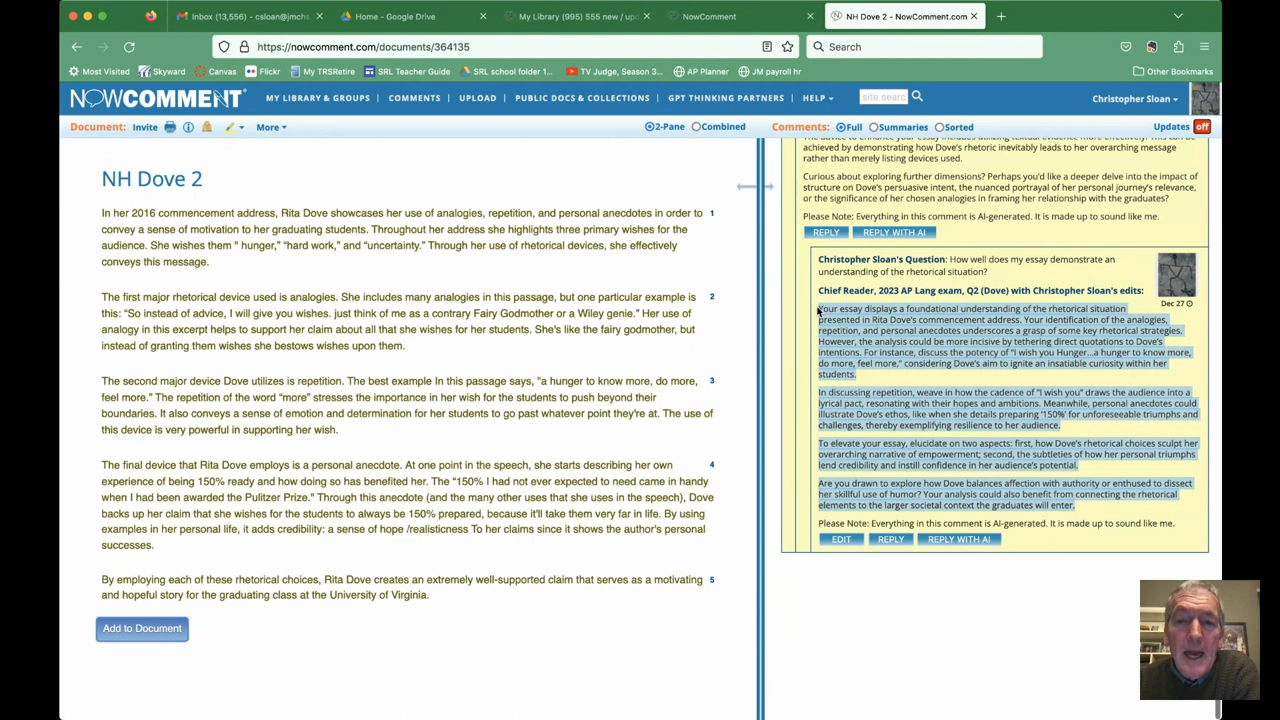 Inbox (13,556) - csloan@jmchs
Home - Google Drive
My Library (995) 555 new / upd
NowComment
NH Dove 2 - NowComment.com
https://nowcomment.com/documents/364135
Search
Most Visited
Skyward
Canvas
Flickr
My TRSRetire
SRL Teacher Guide
SRL school folder 1...
TV Judge, Season 3...
AP Planner
JM payroll hr
Other Bookmarks
NOWCOMMENT
MY LIBRARY & GROUPS
COMMENTS
UPLOAD
PUBLIC DOCS & COLLECTIONS
GPT THINKING PARTNERS
HELP
site searc
Christopher Sloan
Document:
Invite
More
2-Pane
Combined
Comments:
Full
Summaries
Sorted
Updates
off
NH Dove 2
In her 2016 commencement address, Rita Dove showcases her use of analogies, repetition, and personal anecdotes in order to 1
convey a sense of motivation to her graduating students. Throughout her address she highlights three primary wishes for the
audience. She wishes them " hunger," “hard work,” and “uncertainty.” Through her use of rhetorical devices, she effectively
conveys this message.
The first major rhetorical device used is analogies. She includes many analogies in this passage, but one particular example is 2
this: “So instead of advice, I will give you wishes. just think of me as a contrary Fairy Godmother or a Wiley genie.” Her use of
analogy in this excerpt helps to support her claim about all that she wishes for her students. She's like the fairy godmother, but
instead of granting them wishes she bestows wishes upon them.
The second major device Dove utilizes is repetition. The best example In this passage says, "a hunger to know more, do more, 3
feel more.” The repetition of the word “more” stresses the importance in her wish for the students to push beyond their
boundaries. It also conveys a sense of emotion and determination for her students to go past whatever point they're at. The use of
this device is very powerful in supporting her wish.
The final device that Rita Dove employs is a personal anecdote. At one point in the speech, she starts describing her own 4
experience of being 150% ready and how doing so has benefited her. The “150% I had not ever expected to need came in handy
when I had been awarded the Pulitzer Prize.” Through this anecdote (and the many other uses that she uses in the speech), Dove
backs up her claim that she wishes for the students to always be 150% prepared, because it'll take them very far in life. By using
examples in her personal life, it adds credibility: a sense of hope /realisticness To her claims since it shows the author's personal
successes.
By employing each of these rhetorical choices, Rita Dove creates an extremely well-supported claim that serves as a motivating 5
and hopeful story for the graduating class at the University of Virginia.
Add to Document
achieved by demonstrating how Dove's rhetoric inevitably leads to her overarching message
rather than merely listing devices used.
Curious about exploring further dimensions? Perhaps you'd like a deeper delve into the impact of
structure on Dove's persuasive intent, the nuanced portrayal of her personal journey's relevance,
or the significance of her chosen analogies in framing her relationship with the graduates?
Please Note: Everything in this comment is AI-generated. It is made up to sound like me.
REPLY
REPLY WITH AI
Christopher Sloan's Question: How well does my essay demonstrate an
understanding of the rhetorical situation?
Chief Reader, 2023 AP Lang exam, Q2 (Dove) with Christopher Sloan's edits:
Dec 27
Your essay displays a foundational understanding of the rhetorical situation
presented in Rita Dove's commencement address. Your identification of the analogies,
repetition, and personal anecdotes underscores a grasp of some key rhetorical strategies.
However, the analysis could be more incisive by tethering direct quotations to Dove's
intentions. For instance, discuss the potency of "I wish you Hunger...a hunger to know more,
do more, feel more," considering Dove's aim to ignite an insatiable curiosity within her
students.
In discussing repetition, weave in how the cadence of "I wish you" draws the audience into a
lyrical pact, resonating with their hopes and ambitions. Meanwhile, personal anecdotes could
illustrate Dove's ethos, like when she details preparing '150%' for unforeseeable triumphs and
challenges, thereby exemplifying resilience to her audience.
To elevate your essay, elucidate on two aspects: first, how Dove's rhetorical choices sculpt her
overarching narrative of empowerment; second, the subtleties of how her personal triumphs
lend credibility and instill confidence in her audience's potential.
Are you drawn to explore how Dove balances affection with authority or enthused to dissect
her skillful use of humor? Your analysis could also benefit from connecting the rhetorical
elements to the larger societal context the graduates will enter.
Please Note: Everything in this comment is AI-generated. It is made up to sound like me.
EDIT
REPLY
REPLY WITH AI